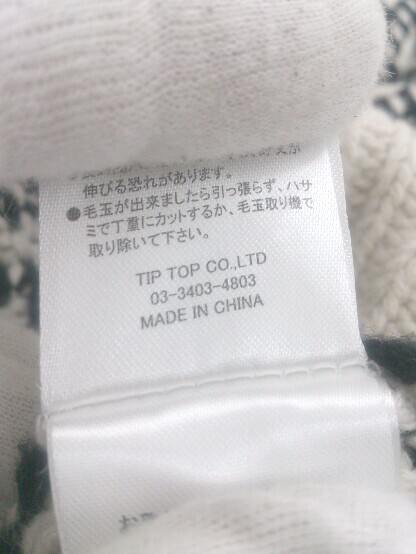 伸びる恐れがあります。
●毛玉が出来ましたら引っ張らず、ハサ
ミで丁重にカットするか、毛玉取り機で
取り除いて下さい。
TIP TOP CO.,LTD
03-3403-4803
MADE IN CHINA